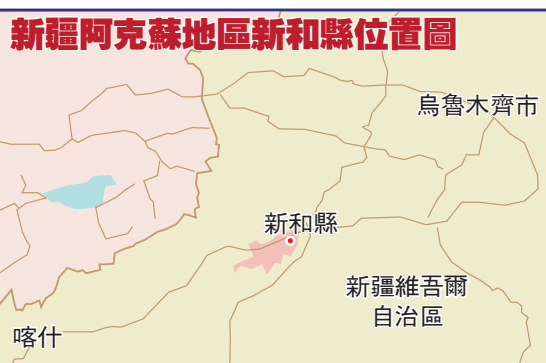 新疆阿克蘇地區新和縣位置圖
烏魯木齊市
新和縣
新疆維吾爾
自治區
喀什